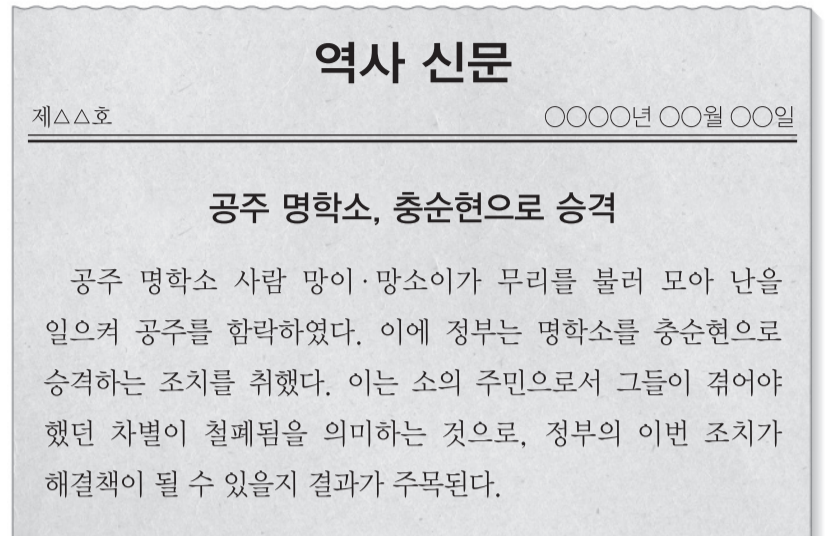 역사 신문
제△△호 ○○○○년 ○○월 ○○일
공주 명학소, 충순현으로 승격
공주 명학소 사람 망이·망소이가 무리를 불러 모아 난을
일으켜 공주를 함락하였다. 이에 정부는 명학소를 충순현으로
승격하는 조치를 취했다. 이는 소의 주민으로서 그들이 겪어야
했던 차별이 철폐됨을 의미하는 것으로, 정부의 이번 조치가
해결책이 될 수 있을지 결과가 주목된다.